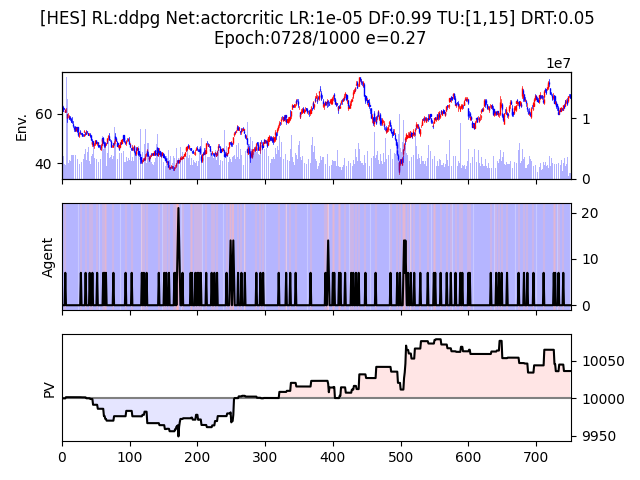 [HES] RL:ddpg Net:actorcritic LR:1e-05 DF:0.99 TU:[1,15] DRT:0.05
Epoch:0728/1000 e=0.27
1e7
Env.
60
40
1
0
Agent
20
10
0
PV
10050
10000
9950
0 100 200 300 400 500 600 700